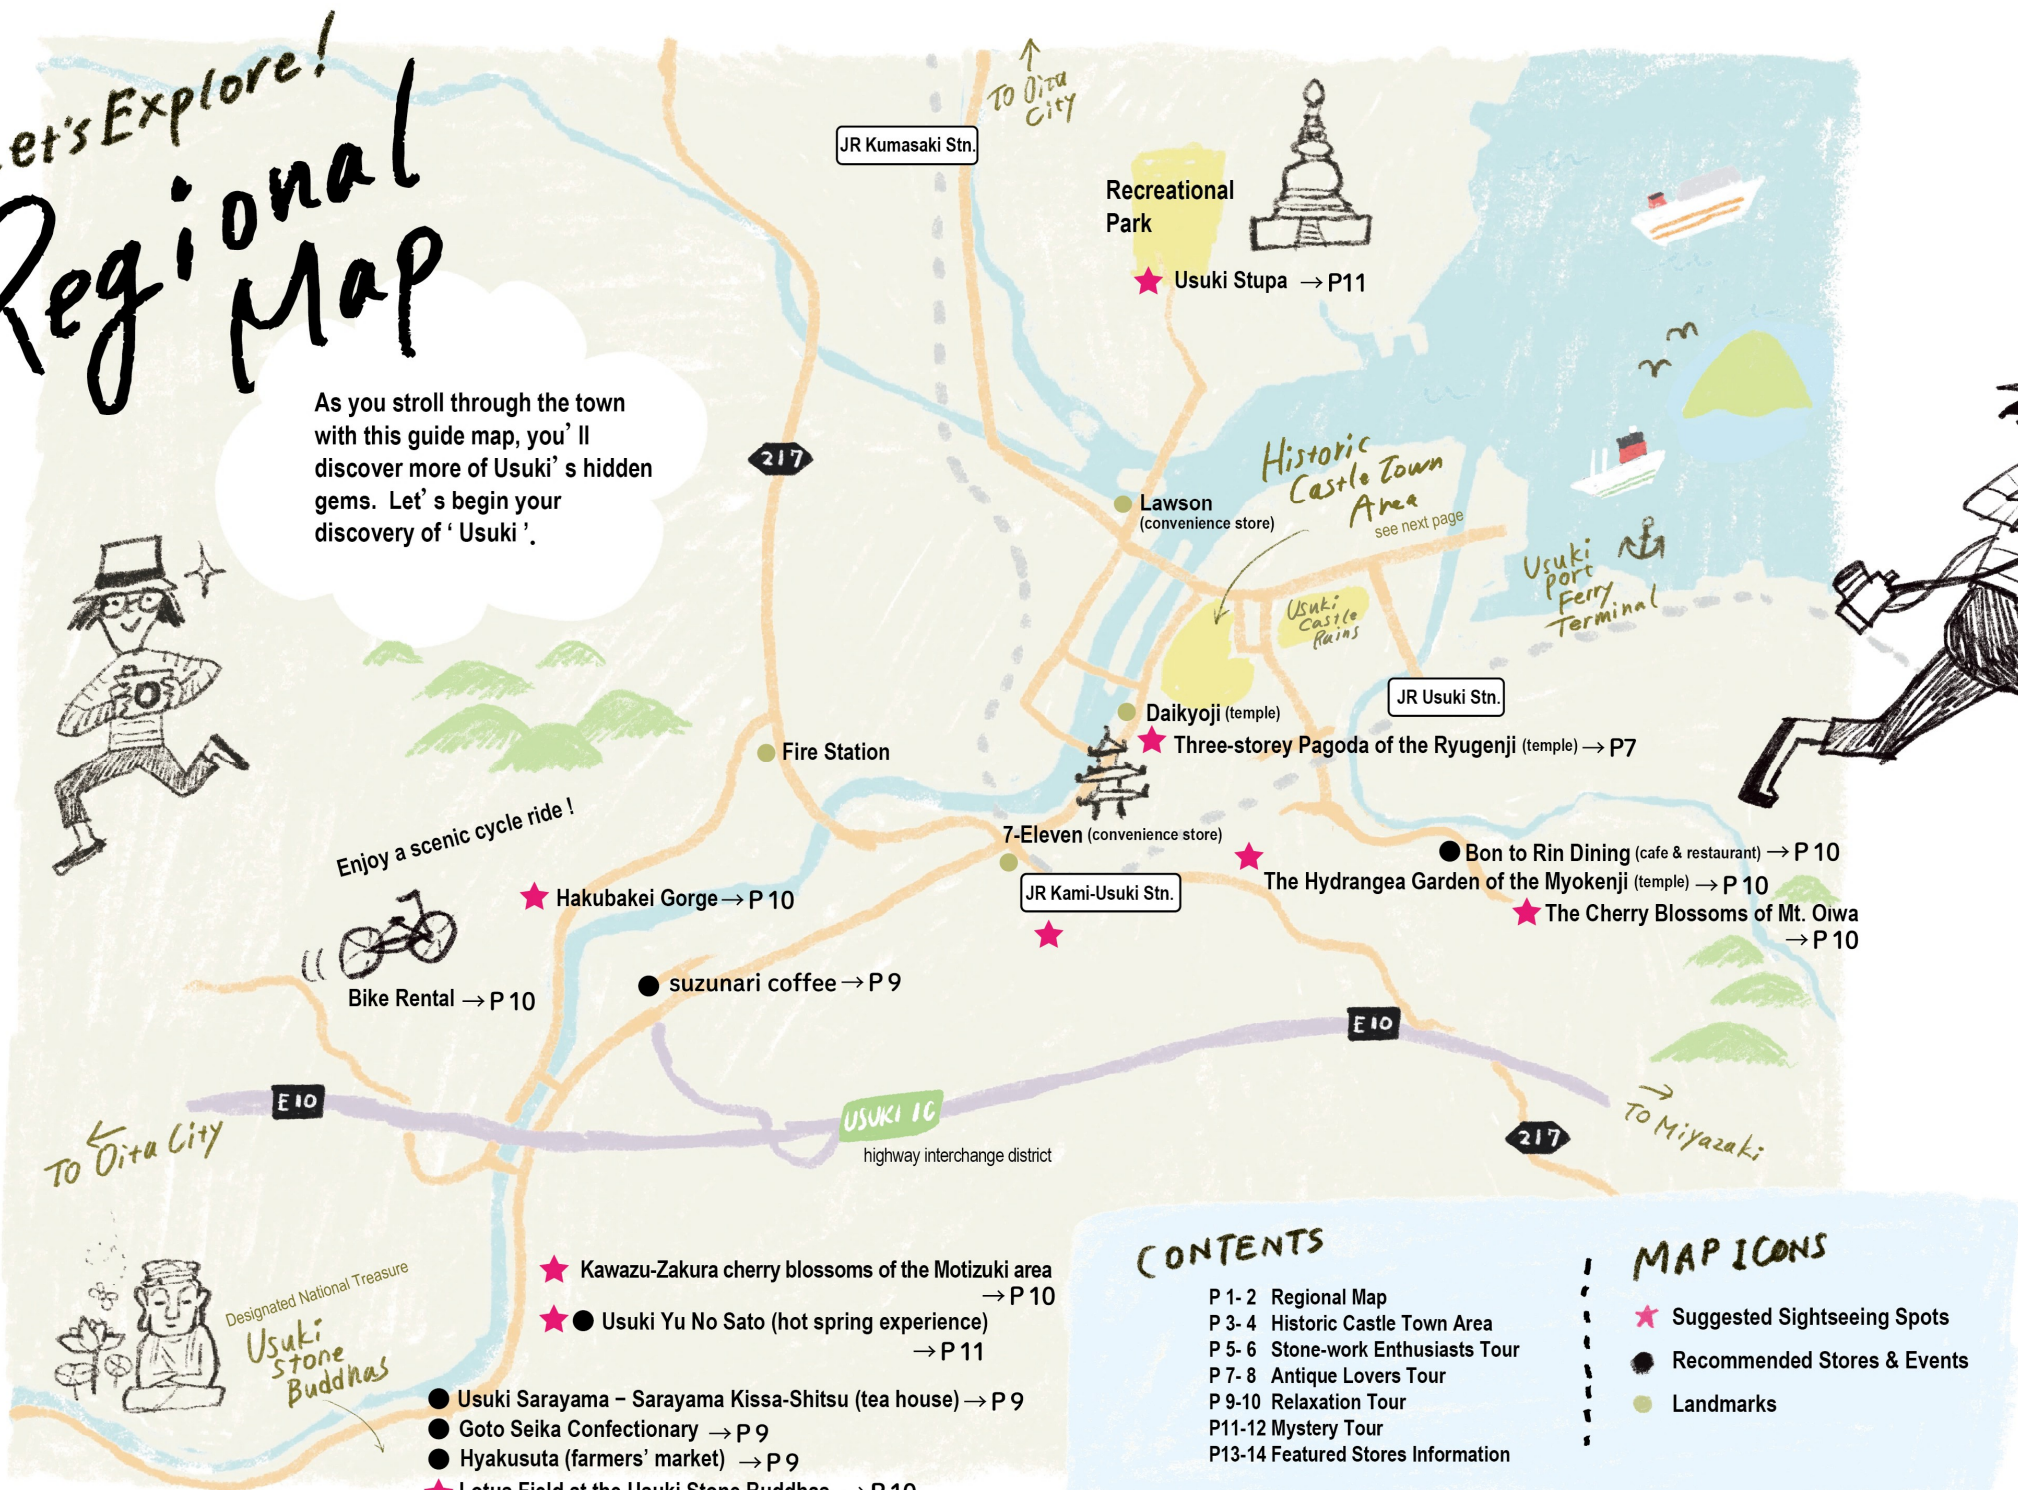 Let's Explore!
Regional
Map
As you stroll through the town
with this guide map, you' ll
discover more of Usuki' s hidden
gems. Let' s begin your
discovery of ' Usuki '.
TO Oita
City
JR Kumasaki Stn.
Recreational
Park
Usuki Stupa → P11
217
Lawson
(convenience store)
Historic
Castle Town
Area
see next page
Usuki
Castle
Ruins
Usuki
port
Ferry
Terminal
JR Usuki Stn.
Daikyoji (temple)
Three-storey Pagoda of the Ryugenji (temple) → P7
Fire Station
7-Eleven (convenience store)
JR Kami-Usuki Stn.
Bon to Rin Dining (cafe & restaurant) → P 10
The Hydrangea Garden of the Myokenji (temple) → P 10
The Cherry Blossoms of Mt. Oiwa
→ P 10
Enjoy a scenic cycle ride !
Hakubakei Gorge → P 10
Bike Rental → P 10
suzunari coffee → P 9
E10
E10
TO Oita City
USUKI IC
highway interchange district
TO Miyazaki
217
Designated National Treasure
Usuki
Stone
Buddhas
Kawazu-Zakura cherry blossoms of the Motizuki area
→ P 10
Usuki Yu No Sato (hot spring experience)
→ P 11
Usuki Sarayama – Sarayama Kissa-Shitsu (tea house) → P 9
Goto Seika Confectionary → P 9
Hyakusuta (farmers' market) → P 9
Lotus Field at the Usuki Stone Buddhas → P 10
CONTENTS
P 1- 2 Regional Map
P 3- 4 Historic Castle Town Area
P 5- 6 Stone-work Enthusiasts Tour
P 7- 8 Antique Lovers Tour
P 9-10 Relaxation Tour
P11-12 Mystery Tour
P13-14 Featured Stores Information
MAP ICONS
Suggested Sightseeing Spots
Recommended Stores & Events
Landmarks